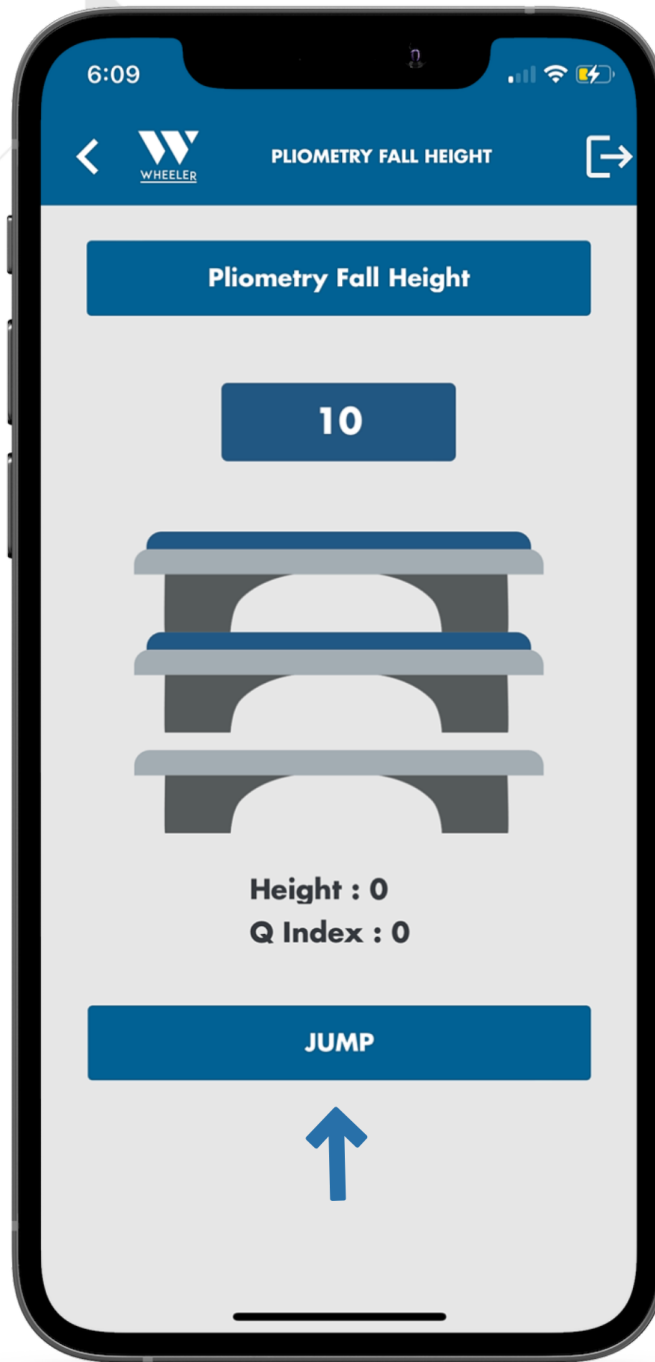 6:09
WHEELER
PLIOMETRY FALL HEIGHT
Pliometry Fall Height
10
Height : 0
Q Index : 0
JUMP